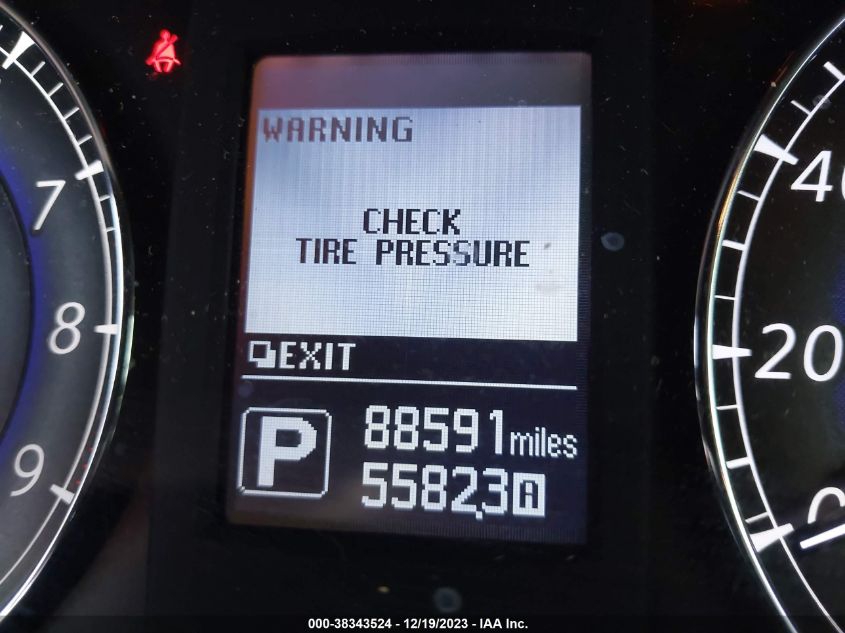 WARNING
CHECK
TIRE PRESSURE
EXIT
P
88591 miles
5582.3 A
7
8
9
40
20
0
000-38343524 - 12/19/2023 - IAA Inc.